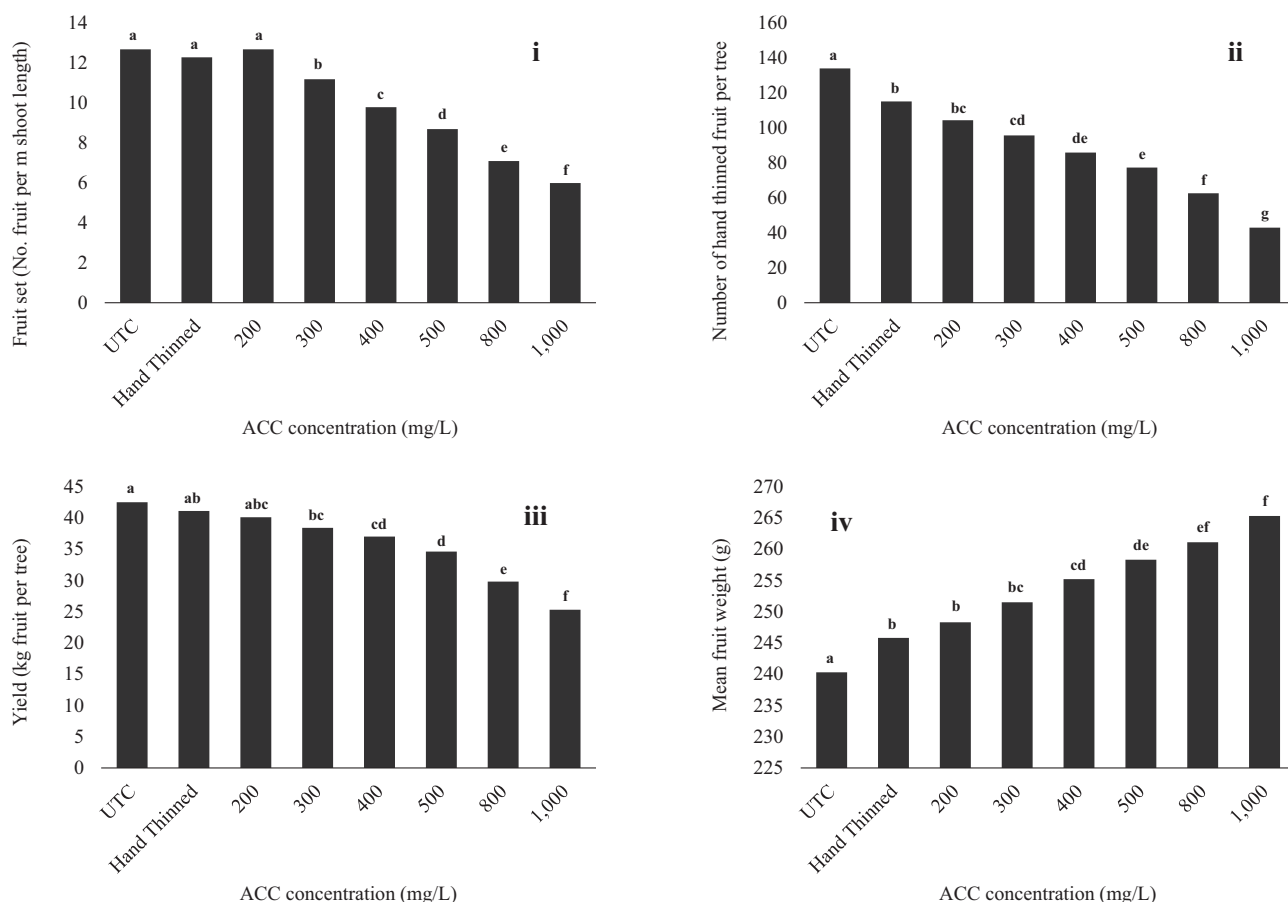 14
12
10
8
6
4
2
0
Fruit set (No. fruit per m shoot length)
a
a
a
b
c
d
e
f
i
UTC
Hand Thinned
200
300
400
500
800
1,000
ACC concentration (mg/L)
160
140
120
100
80
60
40
20
0
Number of hand thinned fruit per tree
a
b
bc
cd
de
e
f
g
ii
UTC
Hand Thinned
200
300
400
500
800
1,000
ACC concentration (mg/L)
45
40
35
30
25
20
15
10
5
0
Yield (kg fruit per tree)
a
ab
abc
bc
cd
d
e
f
iii
UTC
Hand Thinned
200
300
400
500
800
1,000
ACC concentration (mg/L)
270
265
260
255
250
245
240
235
230
225
Mean fruit weight (g)
iv
a
b
b
bc
cd
de
ef
f
UTC
Hand Thinned
200
300
400
500
800
1,000
ACC concentration (mg/L)